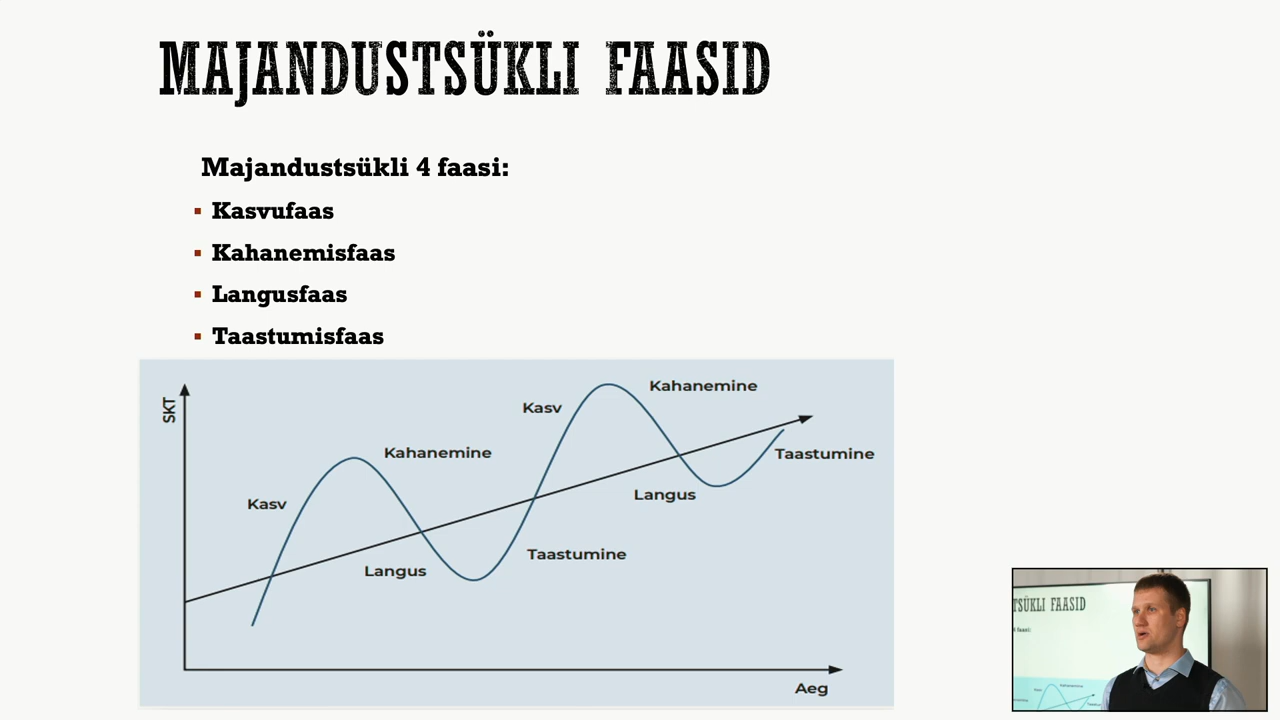 MAJANDUSTSÜKLI FAASID
Majandustsükli 4 faasi:
Kasvufaas
Kahanemisfaas
Langusfaas
Taastumisfaas
SKT
Kasv
Kahanemine
Langus
Taastumine
Kasv
Kahanemine
Langus
Taastumine
Aeg
TSÜKLI FAASID